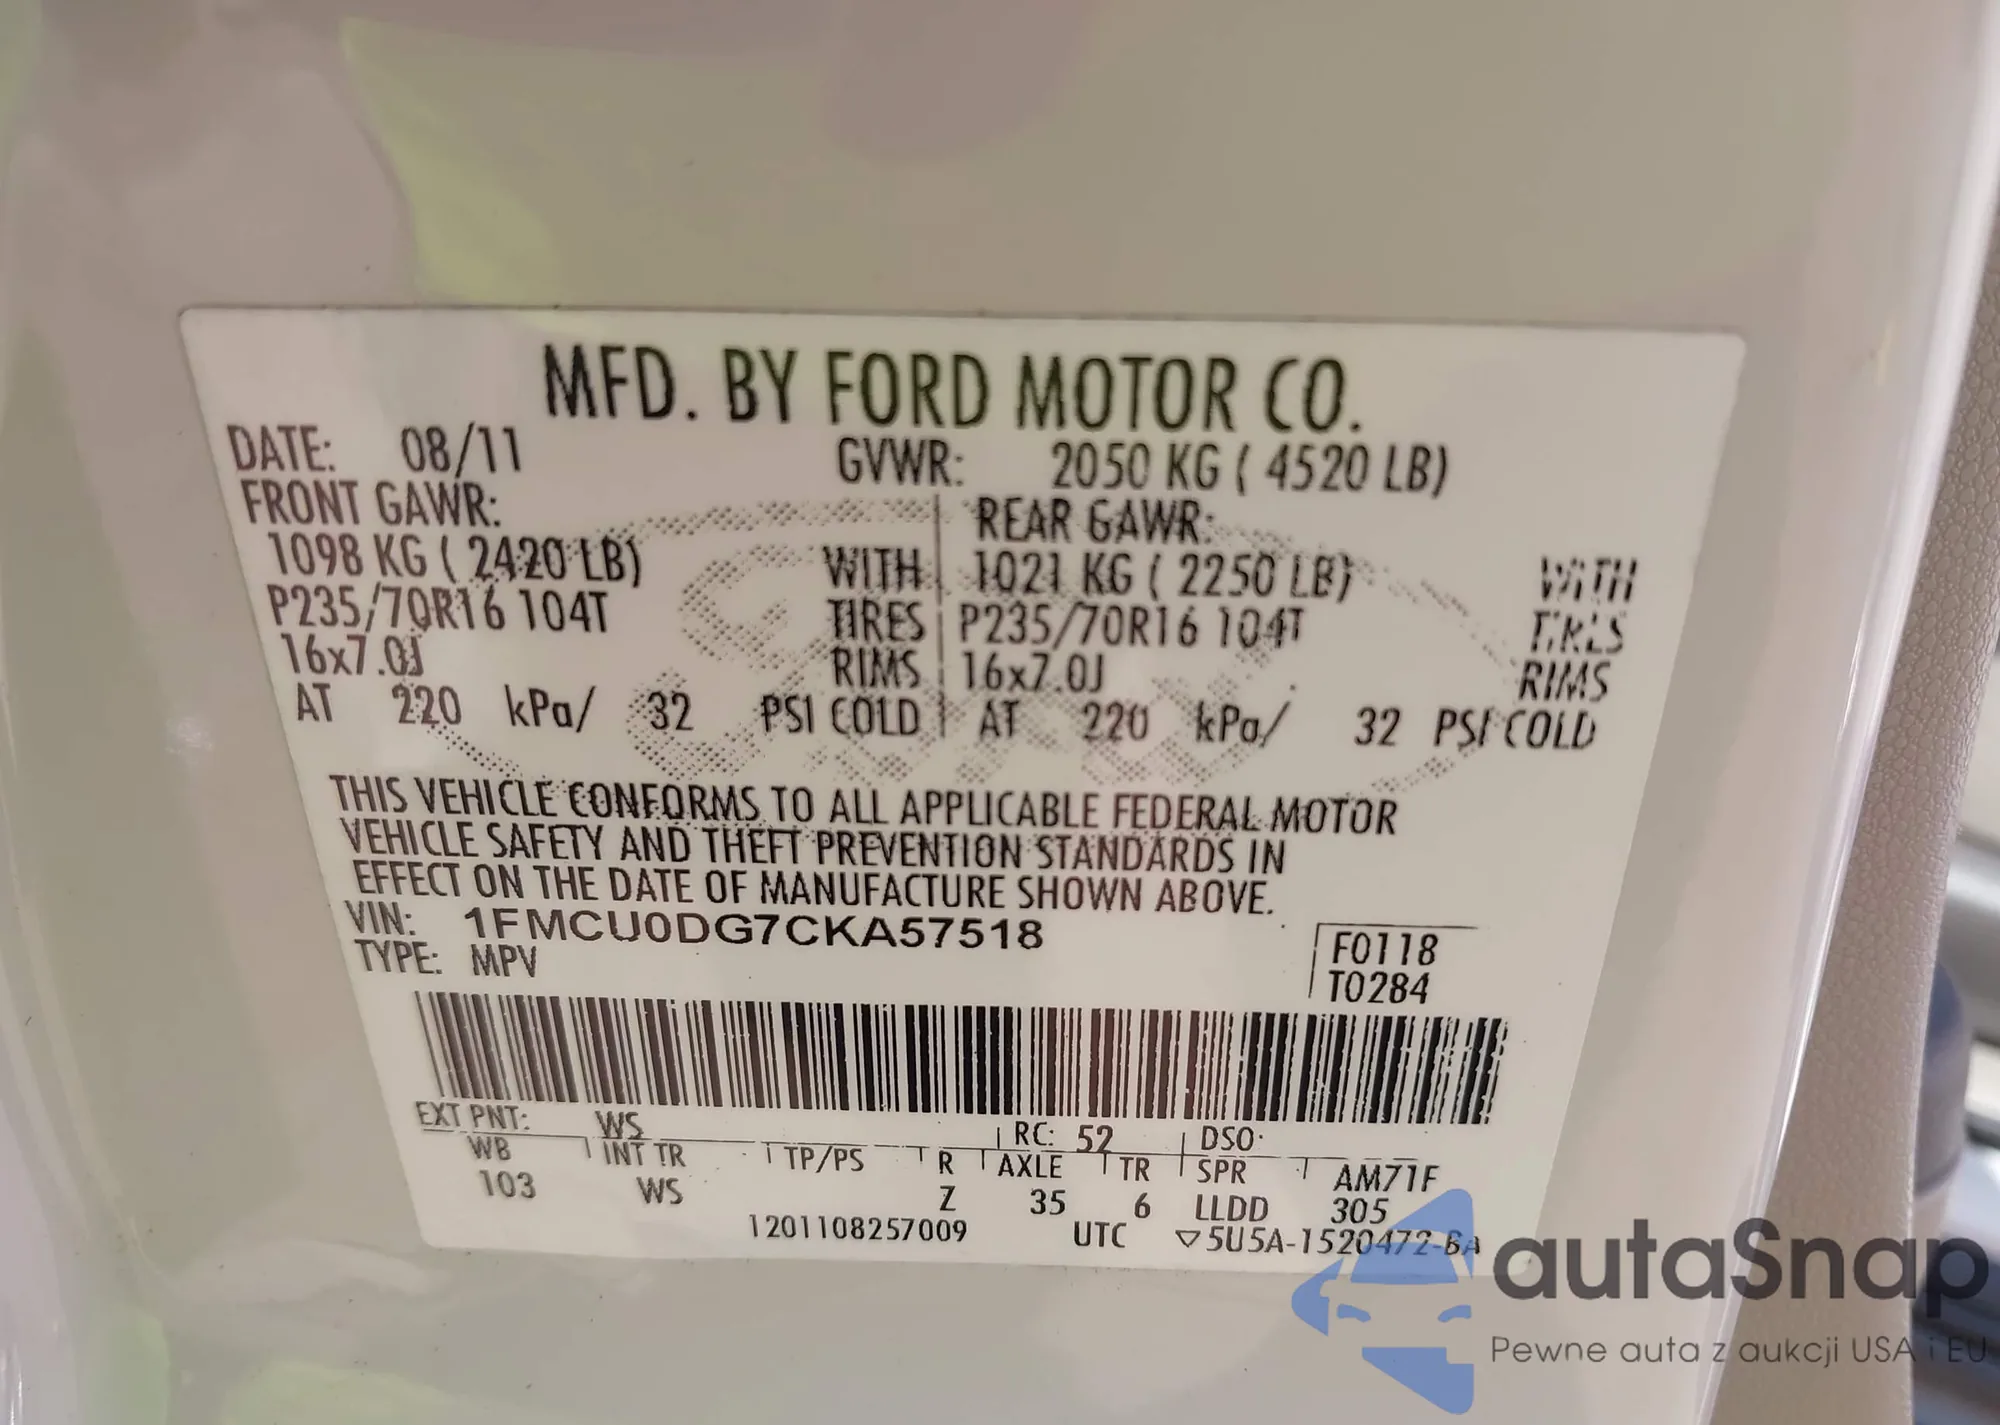 MFD. BY FORD MOTOR CO.
DATE: 08/11 GVWR: 2050 KG ( 4520 LB)
FRONT GAWR: REAR GAWR:
1098 KG ( 2420 LB) WITH 1021 KG ( 2250 LB) WITH
P235/70R16 104T TIRES P235/70R16 104T TIRES
16x7.0J RIMS 16x7.0J RIMS
AT 220 kPa/ 32 PSI COLD AT 220 kPa/ 32 PSI COLD
THIS VEHICLE CONFORMS TO ALL APPLICABLE FEDERAL MOTOR
VEHICLE SAFETY AND THEFT PREVENTION STANDARDS IN
EFFECT ON THE DATE OF MANUFACTURE SHOWN ABOVE.
VIN: 1FMCU0DG7CKA57518 F0118
TYPE: MPV T0284
EXT PNT: WS RC: 52 DSO:
WB INT TR TP/PS R AXLE TR SPR AM71F
103 WS Z 35 6 LLDD 305
1201108257009 UTC ▽5U5A-1520472-BA
autaSnap
Pewne auta z aukcji USA i EU